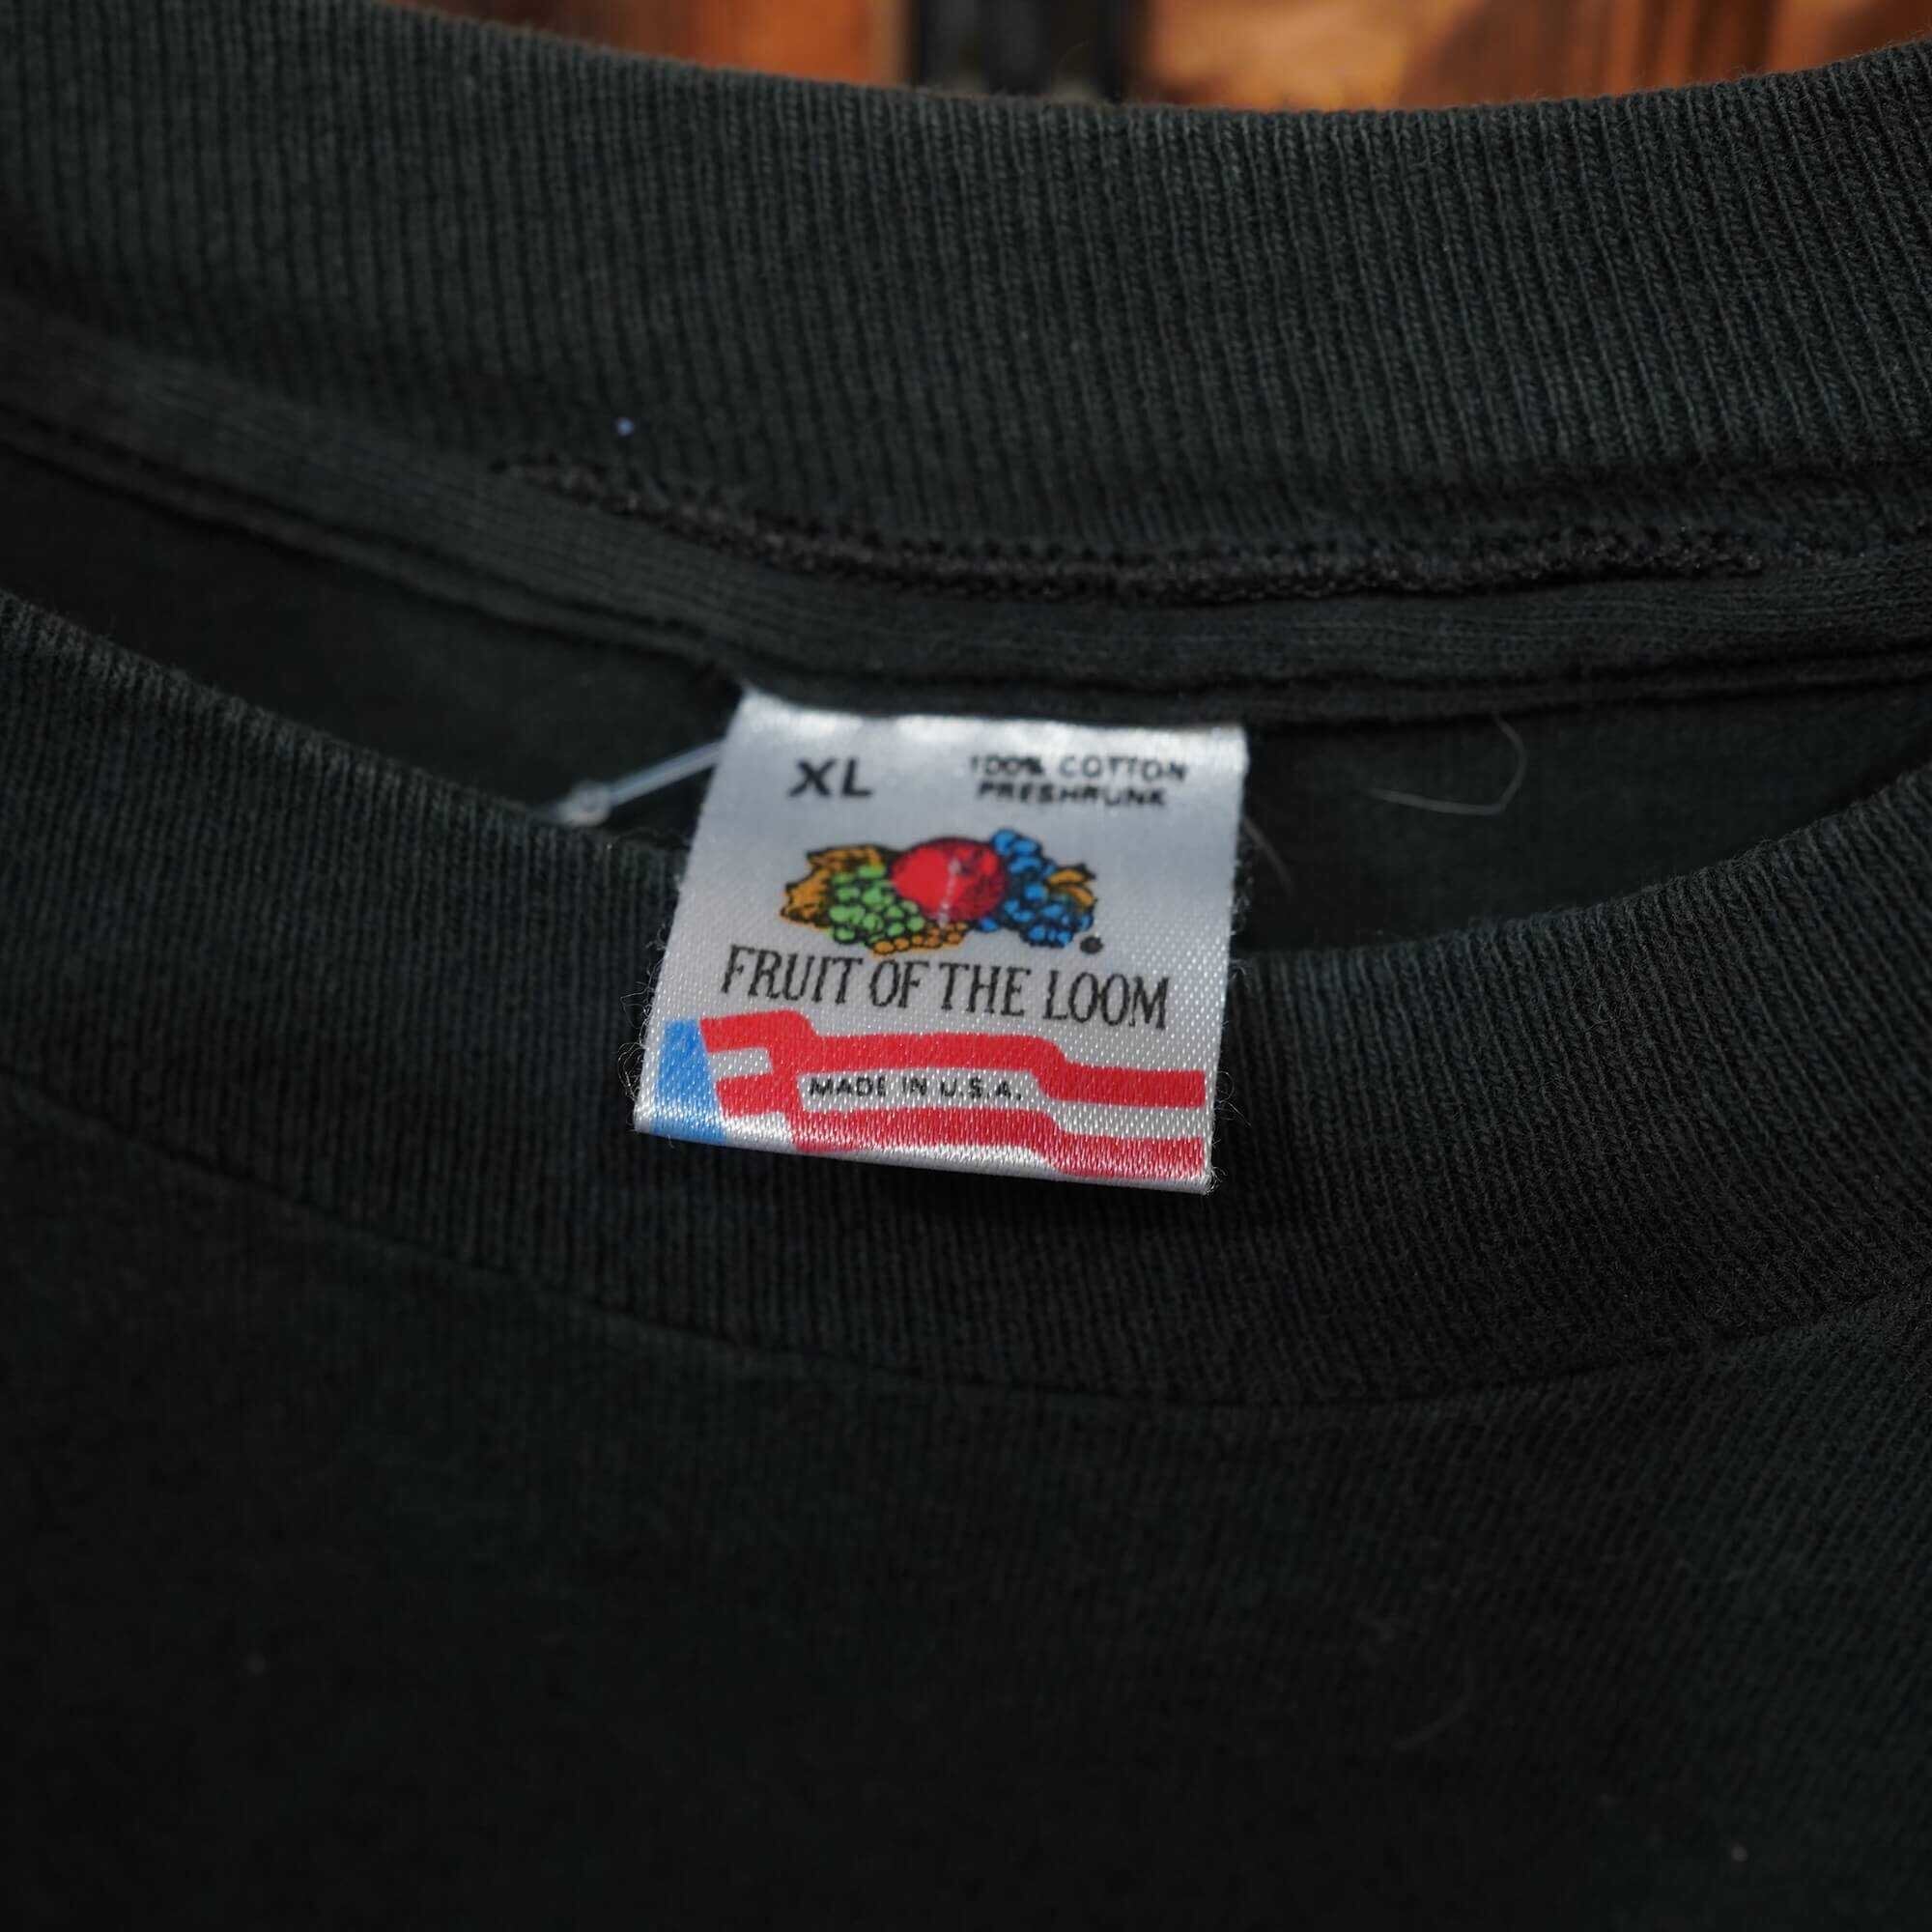 XL
100% COTTON
PRESHRUNK
FRUIT OF THE LOOM
MADE IN U.S.A.